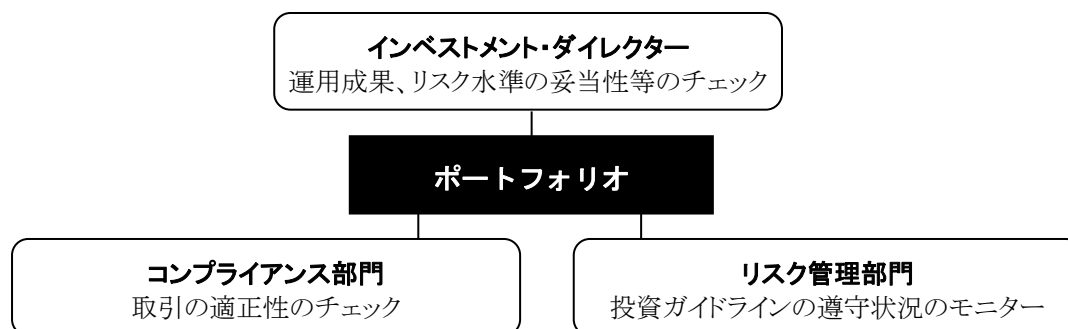 インベストメント・ダイレクター
運用成果、リスク水準の妥当性等のチェック
ポートフォリオ
コンプライアンス部門
取引の適正性のチェック
リスク管理部門
投資ガイドラインの遵守状況のモニター